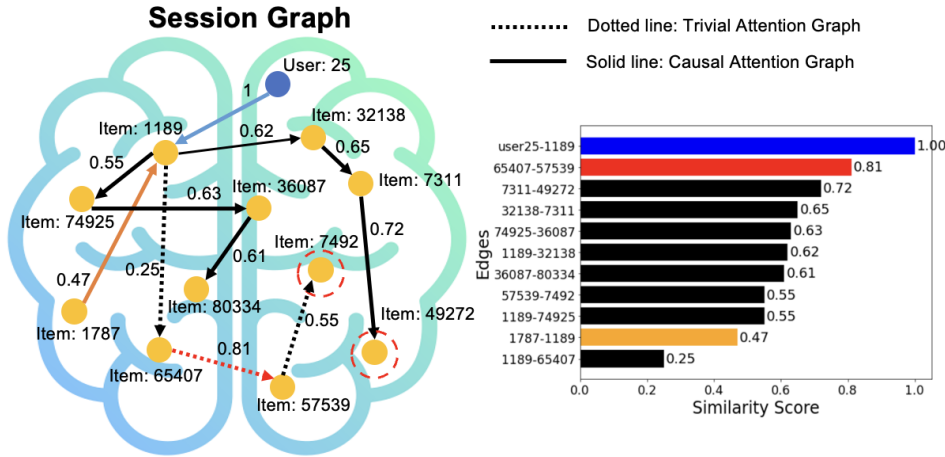 Session Graph
Dotted line: Trivial Attention Graph
Solid line: Causal Attention Graph
User: 25
1
Item: 1189
0.62
Item: 32138
0.65
0.55
Item: 7311
0.63
Item: 36087
Item: 74925
0.72
Item: 7492
0.25
0.61
0.47
Item: 80334
0.55
Item: 49272
Item: 1787
0.81
Item: 65407
Item: 57539
Edges
user25-1189
1.00
65407-57539
0.81
7311-49272
0.72
32138-7311
0.65
74925-36087
0.63
1189-32138
0.62
36087-80334
0.61
57539-7492
0.55
1189-74925
0.55
1787-1189
0.47
1189-65407
0.25
0.0 0.2 0.4 0.6 0.8 1.0
Similarity Score